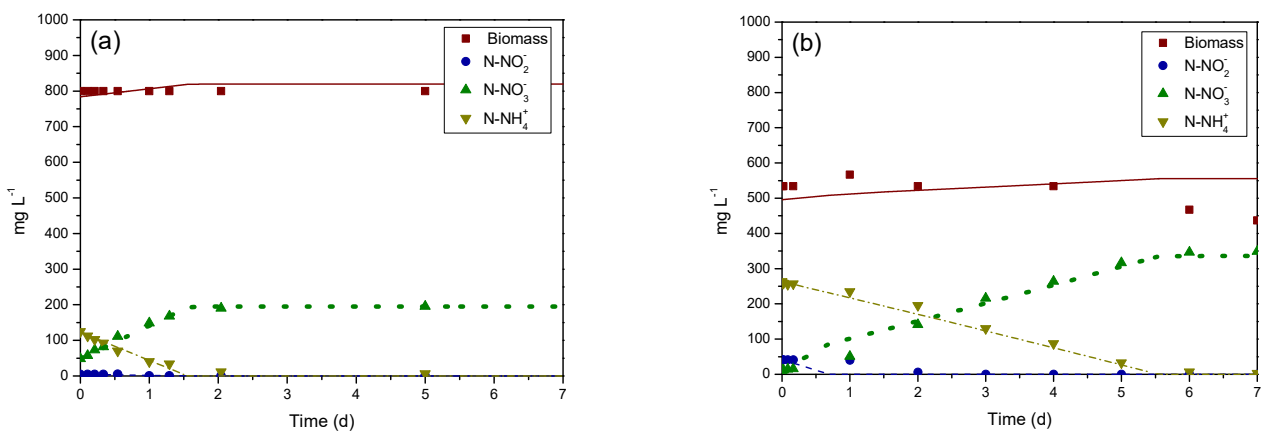 (a)
Biomass
N-NO₂⁻
N-NO₃⁻
N-NH₄⁺
1000
900
800
700
600
500
400
300
200
100
0
mg L⁻¹
0 1 2 3 4 5 6 7
Time (d)
(b)
Biomass
N-NO₂⁻
N-NO₃⁻
N-NH₄⁺
1000
900
800
700
600
500
400
300
200
100
0
mg L⁻¹
0 1 2 3 4 5 6 7
Time (d)